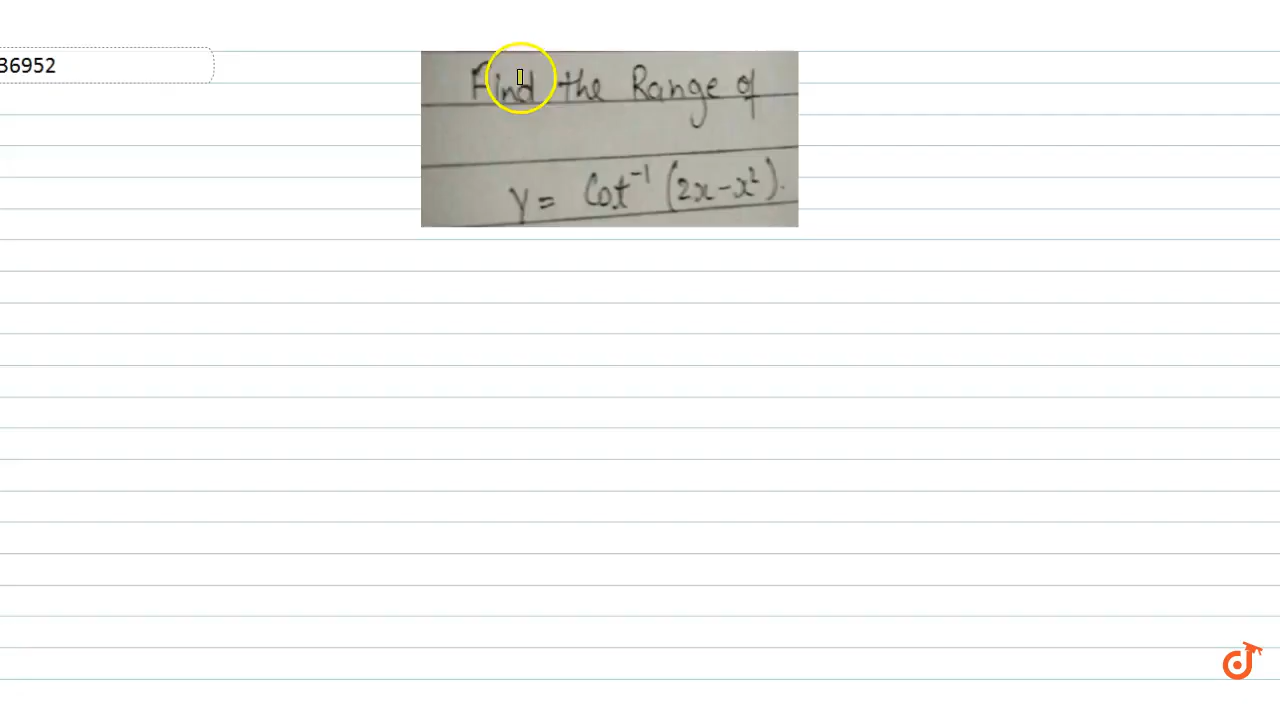 36952
Find the Range of
y = Cot⁻¹ (2x-x²).